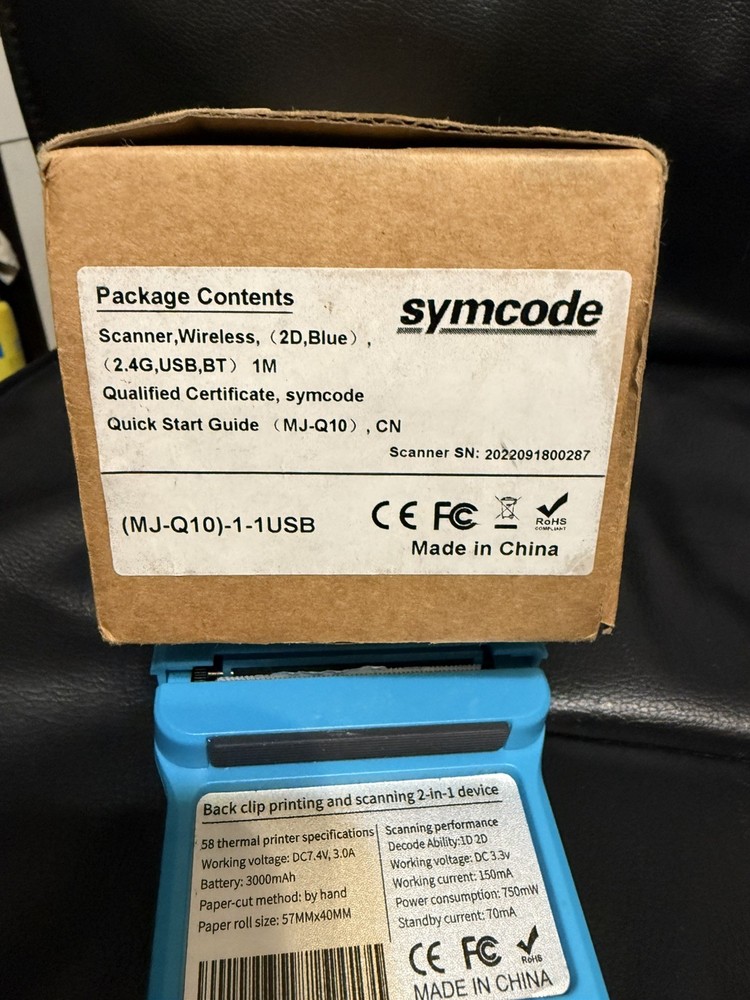 Package Contents
symcode
Scanner,Wireless,（2D,Blue）,
（2.4G,USB,BT） 1M
Qualified Certificate, symcode
Quick Start Guide （MJ-Q10）, CN
Scanner SN: 2022091800287
(MJ-Q10)-1-1USB
CE FC RoHS
COMPLIANT
Made in China
Back clip printing and scanning 2-in-1 device
58 thermal printer specifications
Working voltage: DC7.4V, 3.0A
Battery: 3000mAh
Paper-cut method: by hand
Paper roll size: 57MMx40MM
Scanning performance
Decode Ability:1D 2D
Working voltage: DC 3.3v
Working current: 150mA
Power consumption: 750mW
Standby current: 70mA
CE FC RoHS
MADE IN CHINA